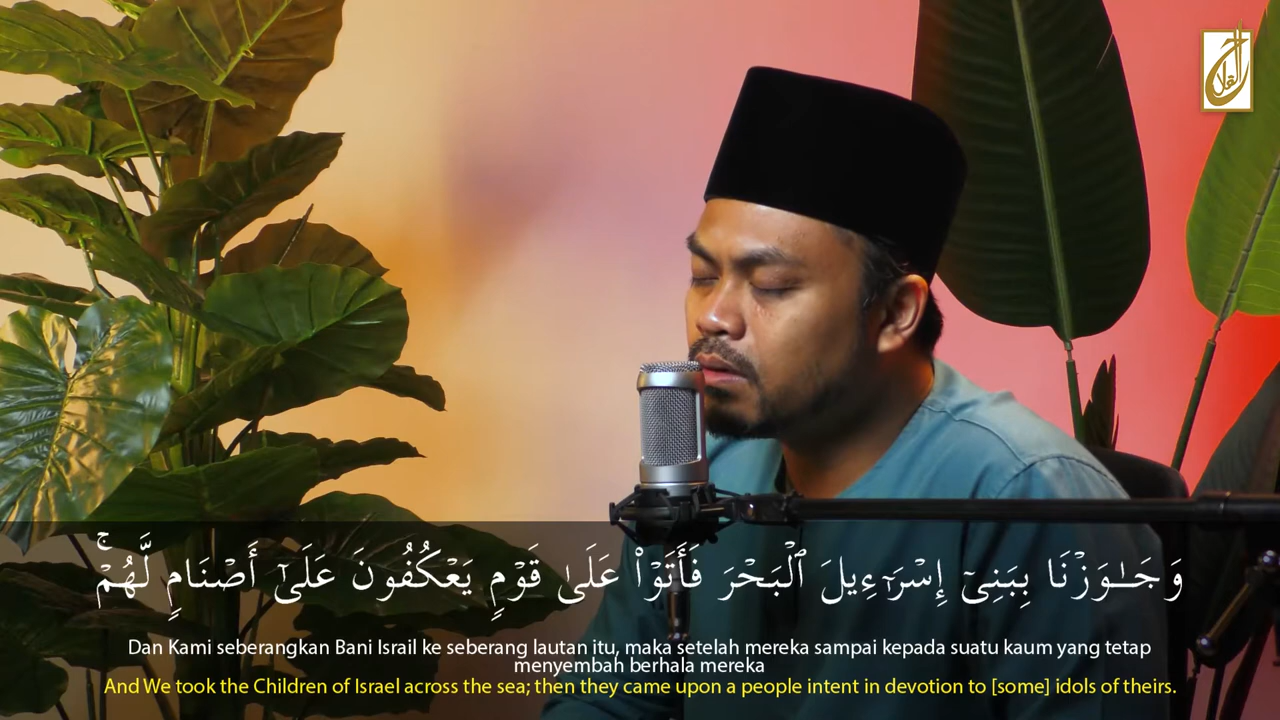 وَجَـٰوَزْنَا بِبَنِىٓ إِسْرَٰٓءِيلَ ٱلْبَحْرَ فَأَتَوْا۟ عَلَىٰ قَوْمٍ يَعْكُفُونَ عَلَىٰٓ أَصْنَامٍ لَّهُمْ ۚ
Dan Kami seberangkan Bani Israil ke seberang lautan itu, maka setelah mereka sampai kepada suatu kaum yang tetap
menyembah berhala mereka
And We took the Children of Israel across the sea; then they came upon a people intent in devotion to [some] idols of theirs.